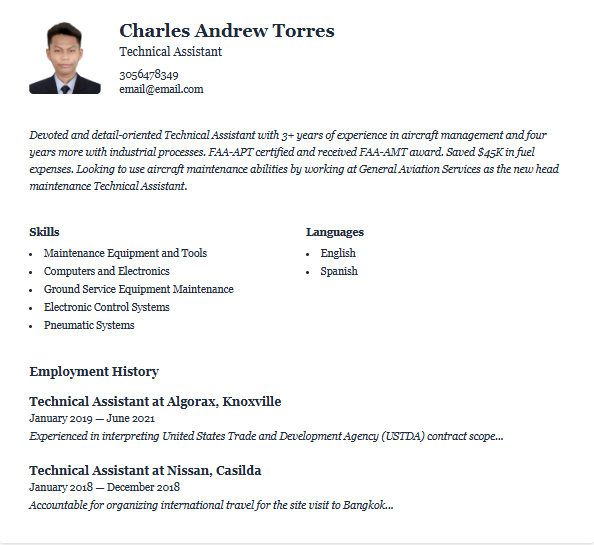 Charles Andrew Torres
Technical Assistant
3056478349
email@email.com
Devoted and detail-oriented Technical Assistant with 3+ years of experience in aircraft management and four
years more with industrial processes. FAA-APT certified and received FAA-AMT award. Saved $45K in fuel
expenses. Looking to use aircraft maintenance abilities by working at General Aviation Services as the new head
maintenance Technical Assistant.
Skills
• Maintenance Equipment and Tools
• Computers and Electronics
• Ground Service Equipment Maintenance
• Electronic Control Systems
• Pneumatic Systems
Languages
• English
• Spanish
Employment History
Technical Assistant at Algorax, Knoxville
January 2019 — June 2021
Experienced in interpreting United States Trade and Development Agency (USTDA) contract scope...
Technical Assistant at Nissan, Casilda
January 2018 — December 2018
Accountable for organizing international travel for the site visit to Bangkok...